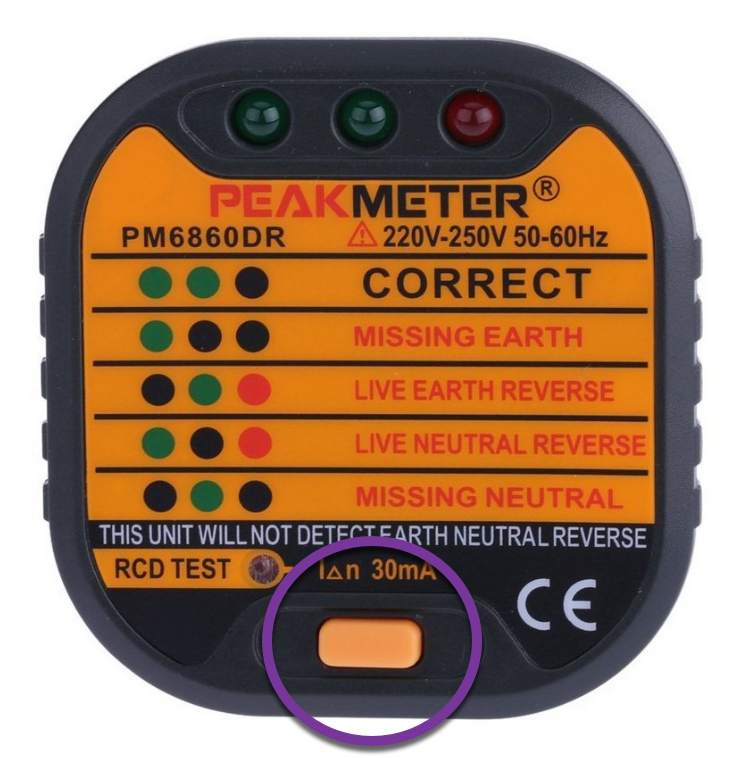 PEAKMETER®
PM6860DR ⚠ 220V-250V 50-60Hz
CORRECT
MISSING EARTH
LIVE EARTH REVERSE
LIVE NEUTRAL REVERSE
MISSING NEUTRAL
THIS UNIT WILL NOT DETECT EARTH NEUTRAL REVERSE
RCD TEST I△n 30mA
CE